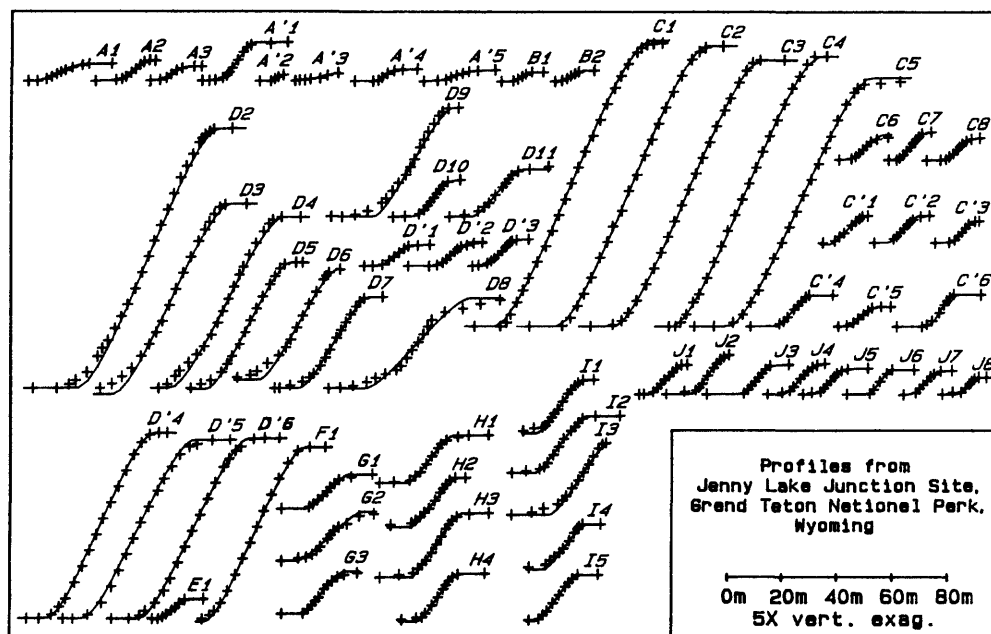 A1 A2 A3 A'1 A'2 A'3 A'4 A'5 B1 B2 C1 C2 C3 C4 C5
C6 C7 C8
D2 D9 D10 D11
D3 D4 D'1 D'2 D'3 C'1 C'2 C'3
D5 D6 D7 D8 C'4 C'5 C'6
I1 J1 J2 J3 J4 J5 J6 J7 J8
D'4 D'5 D'6 F1 G1 H1 I2
G2 H2 I3
H3 I4
E1 G3 H4 I5
Profiles from
Jenny Lake Junction Site,
Grend Teton Netionel Perk,
Wyoming
0m 20m 40m 60m 80m
5X vert. exag.